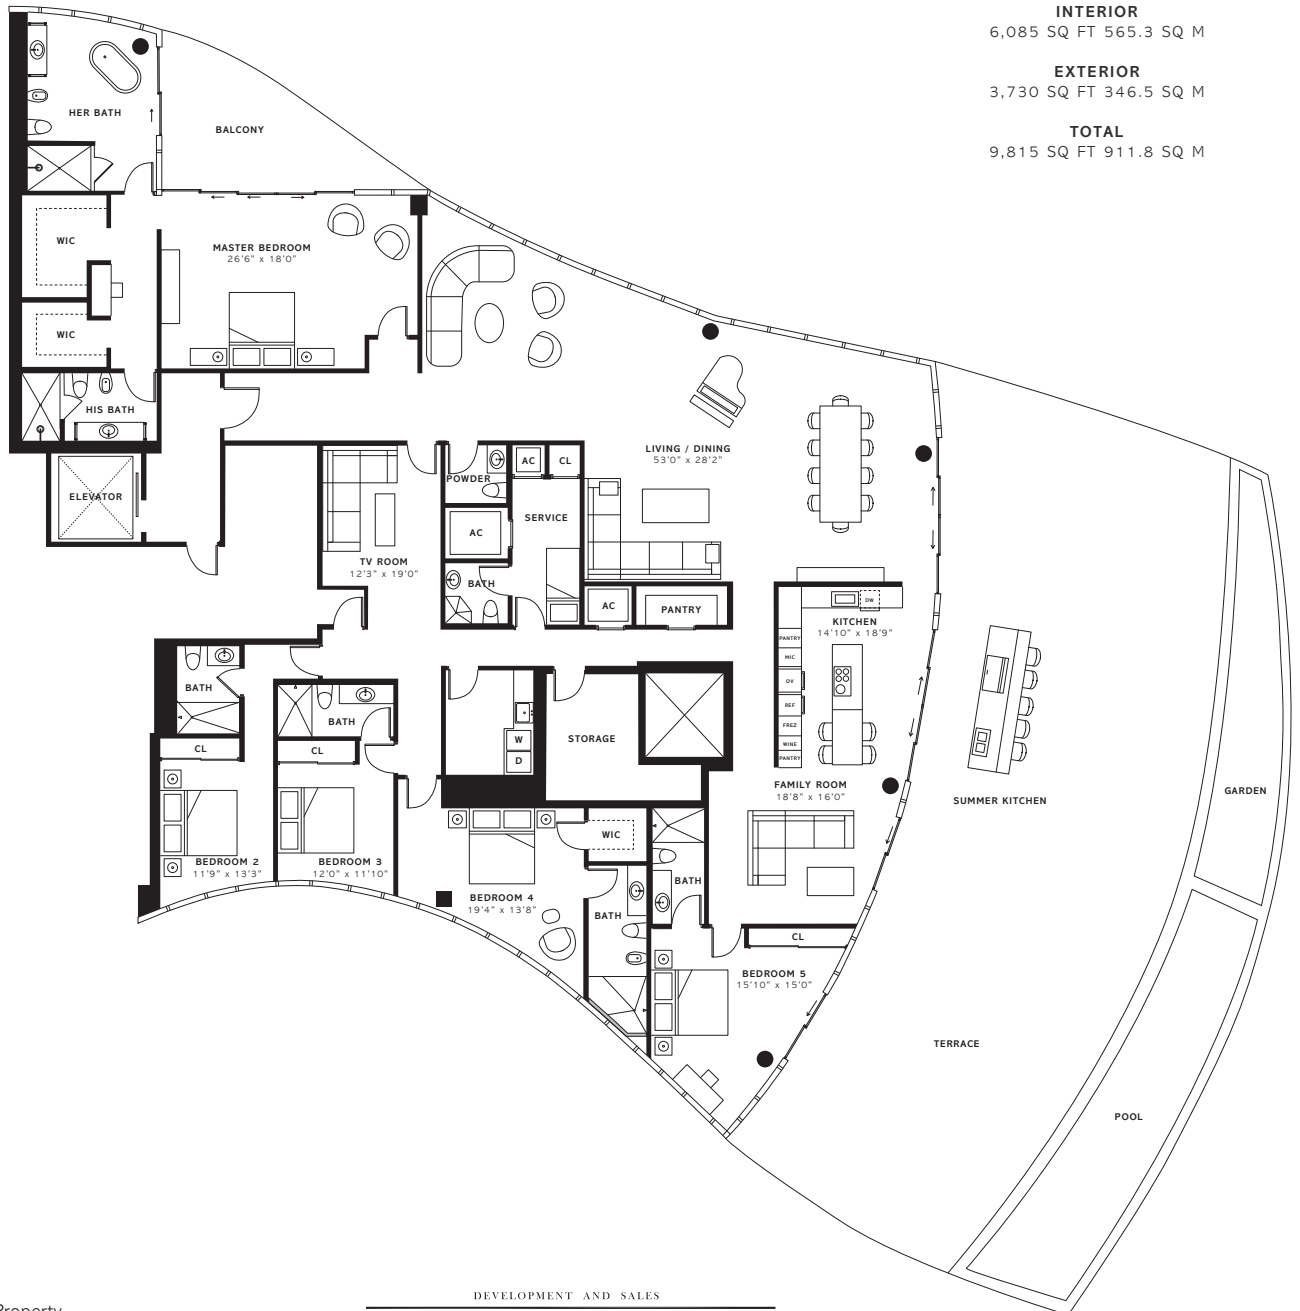 INTERIOR
6,085 SQ FT 565.3 SQ M
EXTERIOR
3,730 SQ FT 346.5 SQ M
TOTAL
9,815 SQ FT 911.8 SQ M
HER BATH
BALCONY
WIC
MASTER BEDROOM
26'6" x 18'0"
WIC
HIS BATH
ELEVATOR
LIVING / DINING
53'0" x 28'2"
POWDER
AC
CL
AC
SERVICE
TV ROOM
12'3" x 19'0"
BATH
AC
PANTRY
DW
KITCHEN
14'10" x 18'9"
PANTRY
MIC
OV
REF
FREZ
WINE
PANTRY
BATH
CL
BATH
CL
W
D
STORAGE
FAMILY ROOM
18'8" x 16'0"
SUMMER KITCHEN
GARDEN
WIC
BEDROOM 2
11'9" x 13'3"
BEDROOM 3
12'0" x 11'10"
BEDROOM 4
19'4" x 13'8"
BATH
BATH
CL
BEDROOM 5
15'10" x 15'0"
TERRACE
POOL
DEVELOPMENT AND SALES
Property